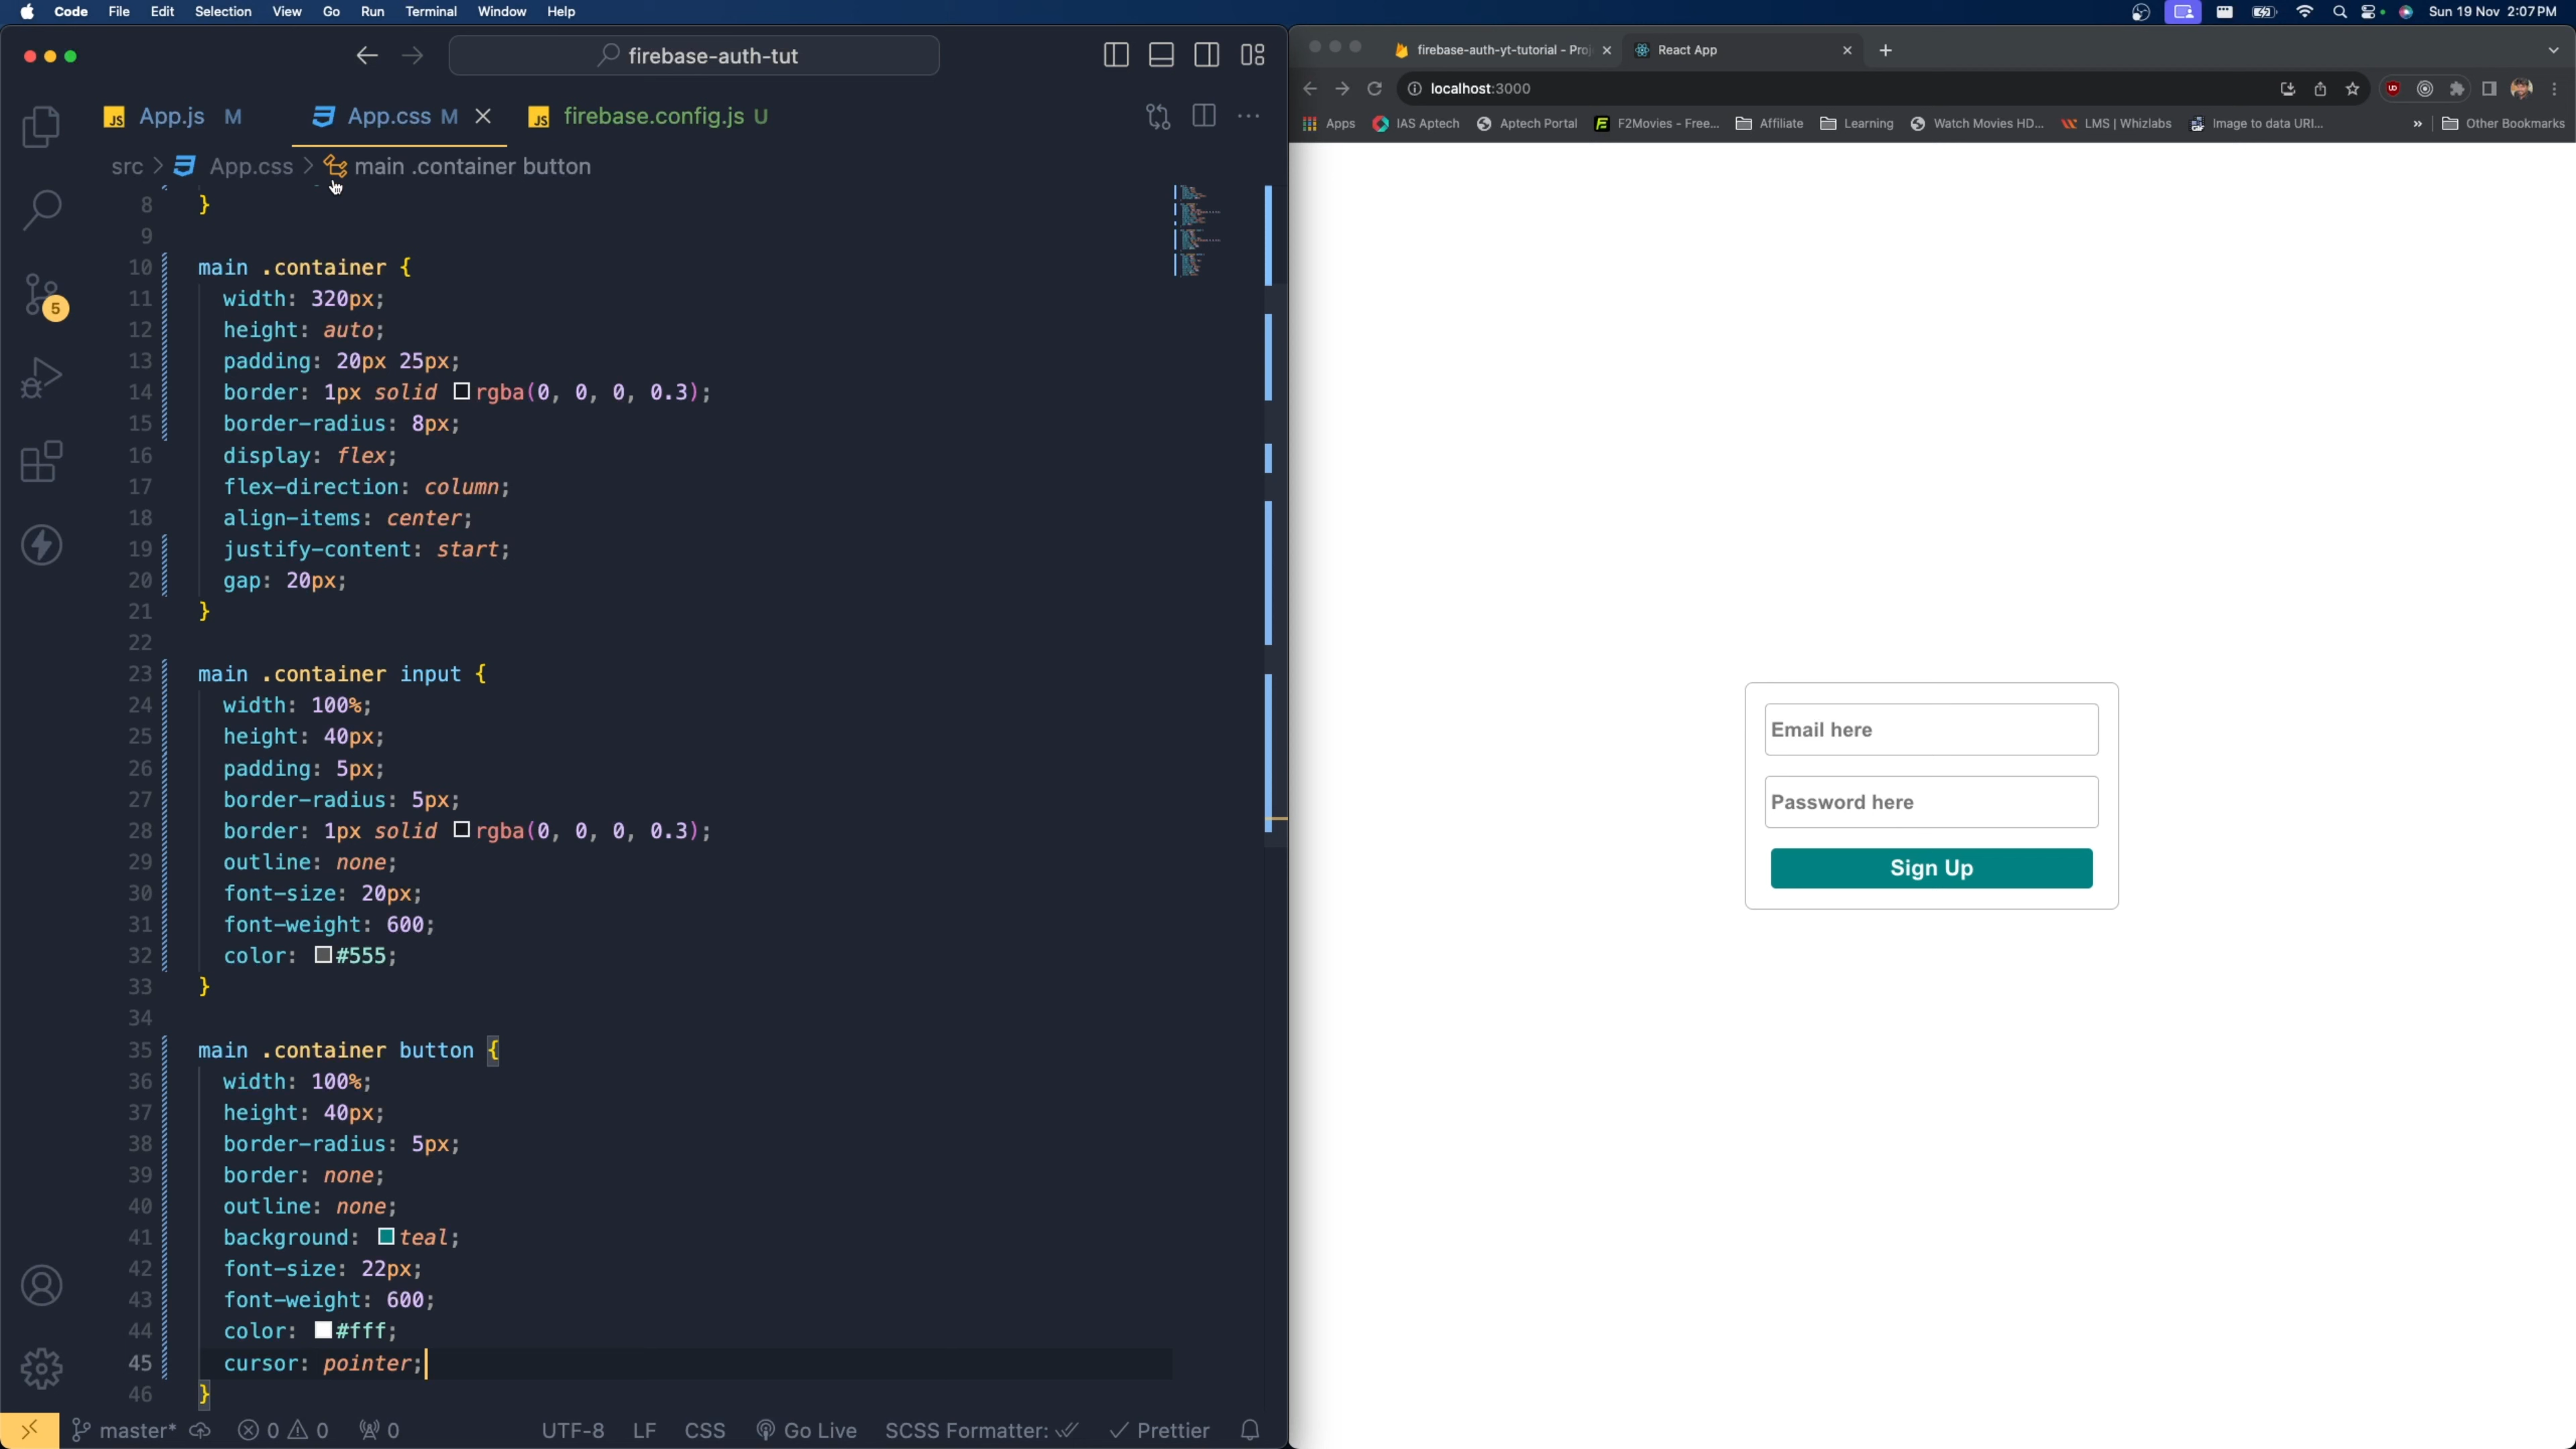 Code File Edit Selection View Go Run Terminal Window Help
Sun 19 Nov 2:07 PM
firebase-auth-tut
App.js M
App.css M
firebase.config.js U
src > App.css > main .container button
8 }
9
10 main .container {
11 width: 320px;
12 height: auto;
13 padding: 20px 25px;
14 border: 1px solid rgba(0, 0, 0, 0.3);
15 border-radius: 8px;
16 display: flex;
17 flex-direction: column;
18 align-items: center;
19 justify-content: start;
20 gap: 20px;
21 }
22
23 main .container input {
24 width: 100%;
25 height: 40px;
26 padding: 5px;
27 border-radius: 5px;
28 border: 1px solid rgba(0, 0, 0, 0.3);
29 outline: none;
30 font-size: 20px;
31 font-weight: 600;
32 color: #555;
33 }
34
35 main .container button {
36 width: 100%;
37 height: 40px;
38 border-radius: 5px;
39 border: none;
40 outline: none;
41 background: teal;
42 font-size: 22px;
43 font-weight: 600;
44 color: #fff;
45 cursor: pointer;
46 }
5
master* 0 0 0 UTF-8 LF CSS Go Live SCSS Formatter: Prettier
firebase-auth-yt-tutorial - Proj
React App
localhost:3000
Apps IAS Aptech Aptech Portal F2Movies - Free... Affiliate Learning Watch Movies HD... LMS | Whizlabs Image to data URI... » Other Bookmarks
Email here
Password here
Sign Up